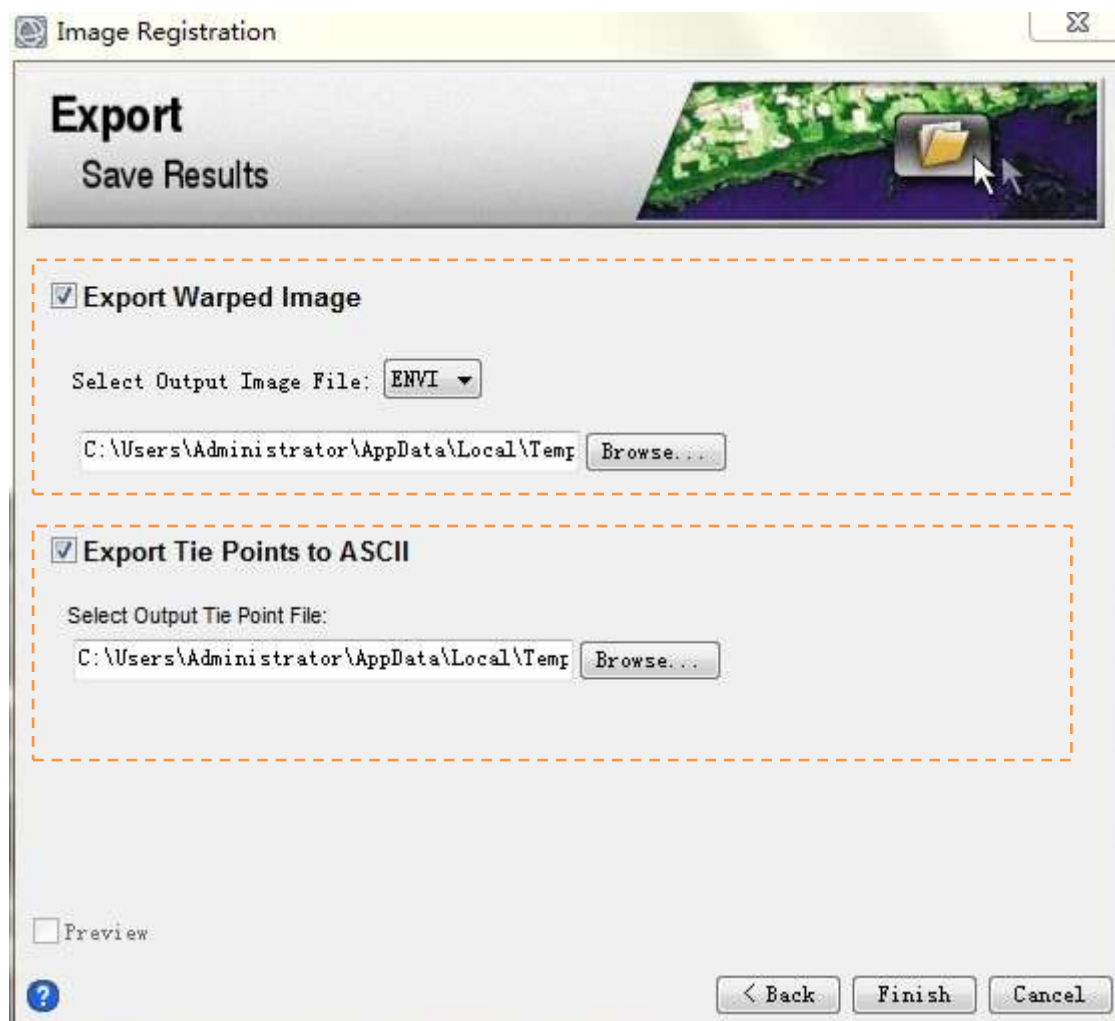 Image Registration
Export
Save Results
Export Warped Image
Select Output Image File: ENVI
C:\Users\Administrator\AppData\Local\Temp Browse...
Export Tie Points to ASCII
Select Output Tie Point File:
C:\Users\Administrator\AppData\Local\Temp Browse...
Preview
? < Back Finish Cancel